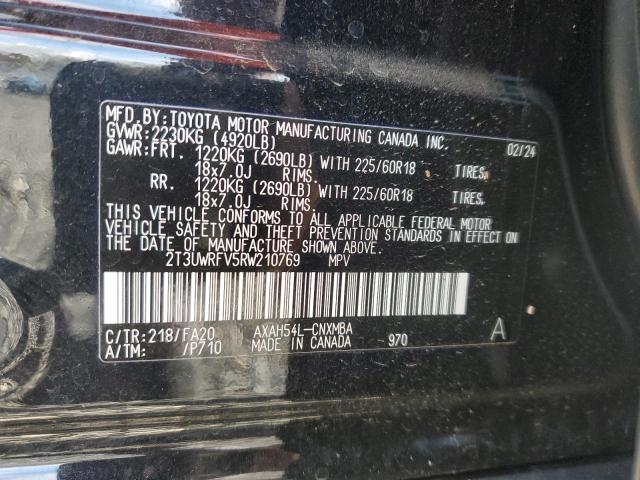 MFD.BY:TOYOTA MOTOR MANUFACTURING CANADA INC. 02/24
GVWR:2230KG (4920LB)
GAWR:FRT. 1220KG (2690LB) WITH 225/60R18 TIRES,
18x7.0J RIMS.
RR. 1220KG (2690LB) WITH 225/60R18 TIRES,
18x7.0J RIMS
THIS VEHICLE CONFORMS TO ALL APPLICABLE FEDERAL MOTOR
VEHICLE SAFETY AND THEFT PREVENTION STANDARDS IN EFFECT ON
THE DATE OF MANUFACTURE SHOWN ABOVE.
2T3UWRFV5RW210769 MPV
C/TR:218/FA20 AXAH54L-CNXMBA A
A/TM: /P710 MADE IN CANADA 970